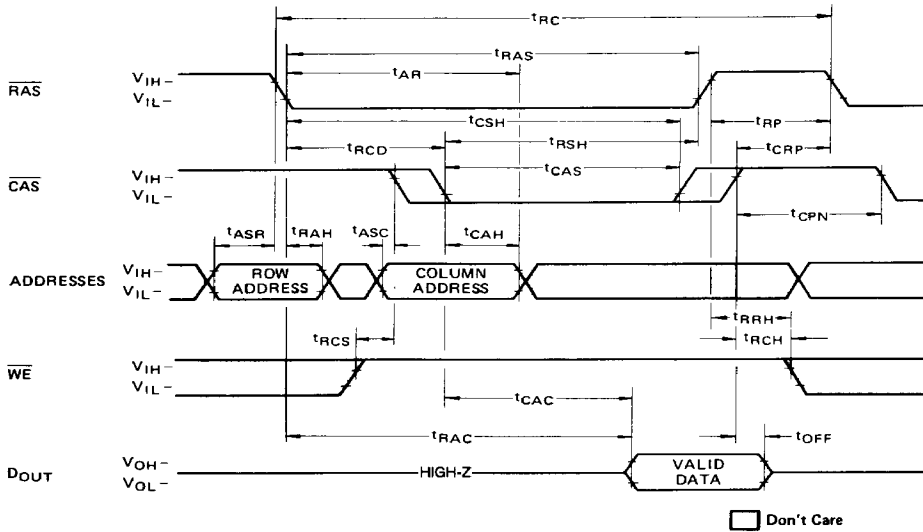 tRC
tRAS
tAR
RAS
VIH–
VIL–
tCSH
tRP
tRCD
tRSH
tCRP
CAS
VIH–
VIL–
tCAS
tCPN
tASR
tRAH
tASC
tCAH
ADDRESSES
VIH–
VIL–
ROW
ADDRESS
COLUMN
ADDRESS
tRRH
tRCS
tRCH
WE
VIH–
VIL–
tCAC
tRAC
tOFF
DOUT
VOH–
VOL–
HIGH-Z
VALID
DATA
Don't Care